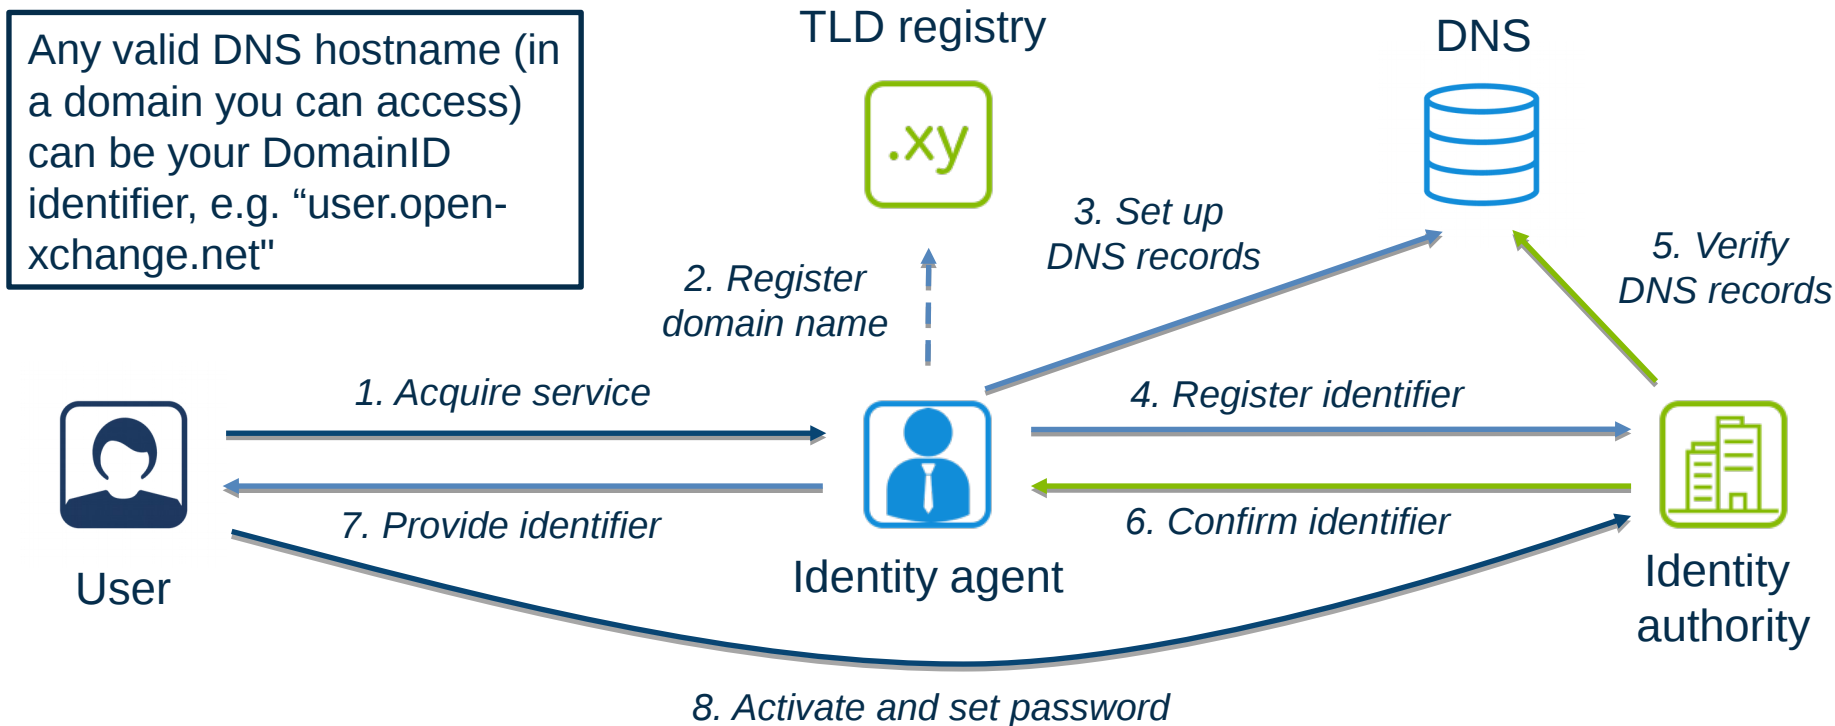 Any valid DNS hostname (in
a domain you can access)
can be your DomainID
identifier, e.g. “user.open-
xchange.net"
TLD registry
.xy
DNS
2. Register
domain name
3. Set up
DNS records
5. Verify
DNS records
1. Acquire service
4. Register identifier
7. Provide identifier
6. Confirm identifier
User
Identity agent
Identity
authority
8. Activate and set password